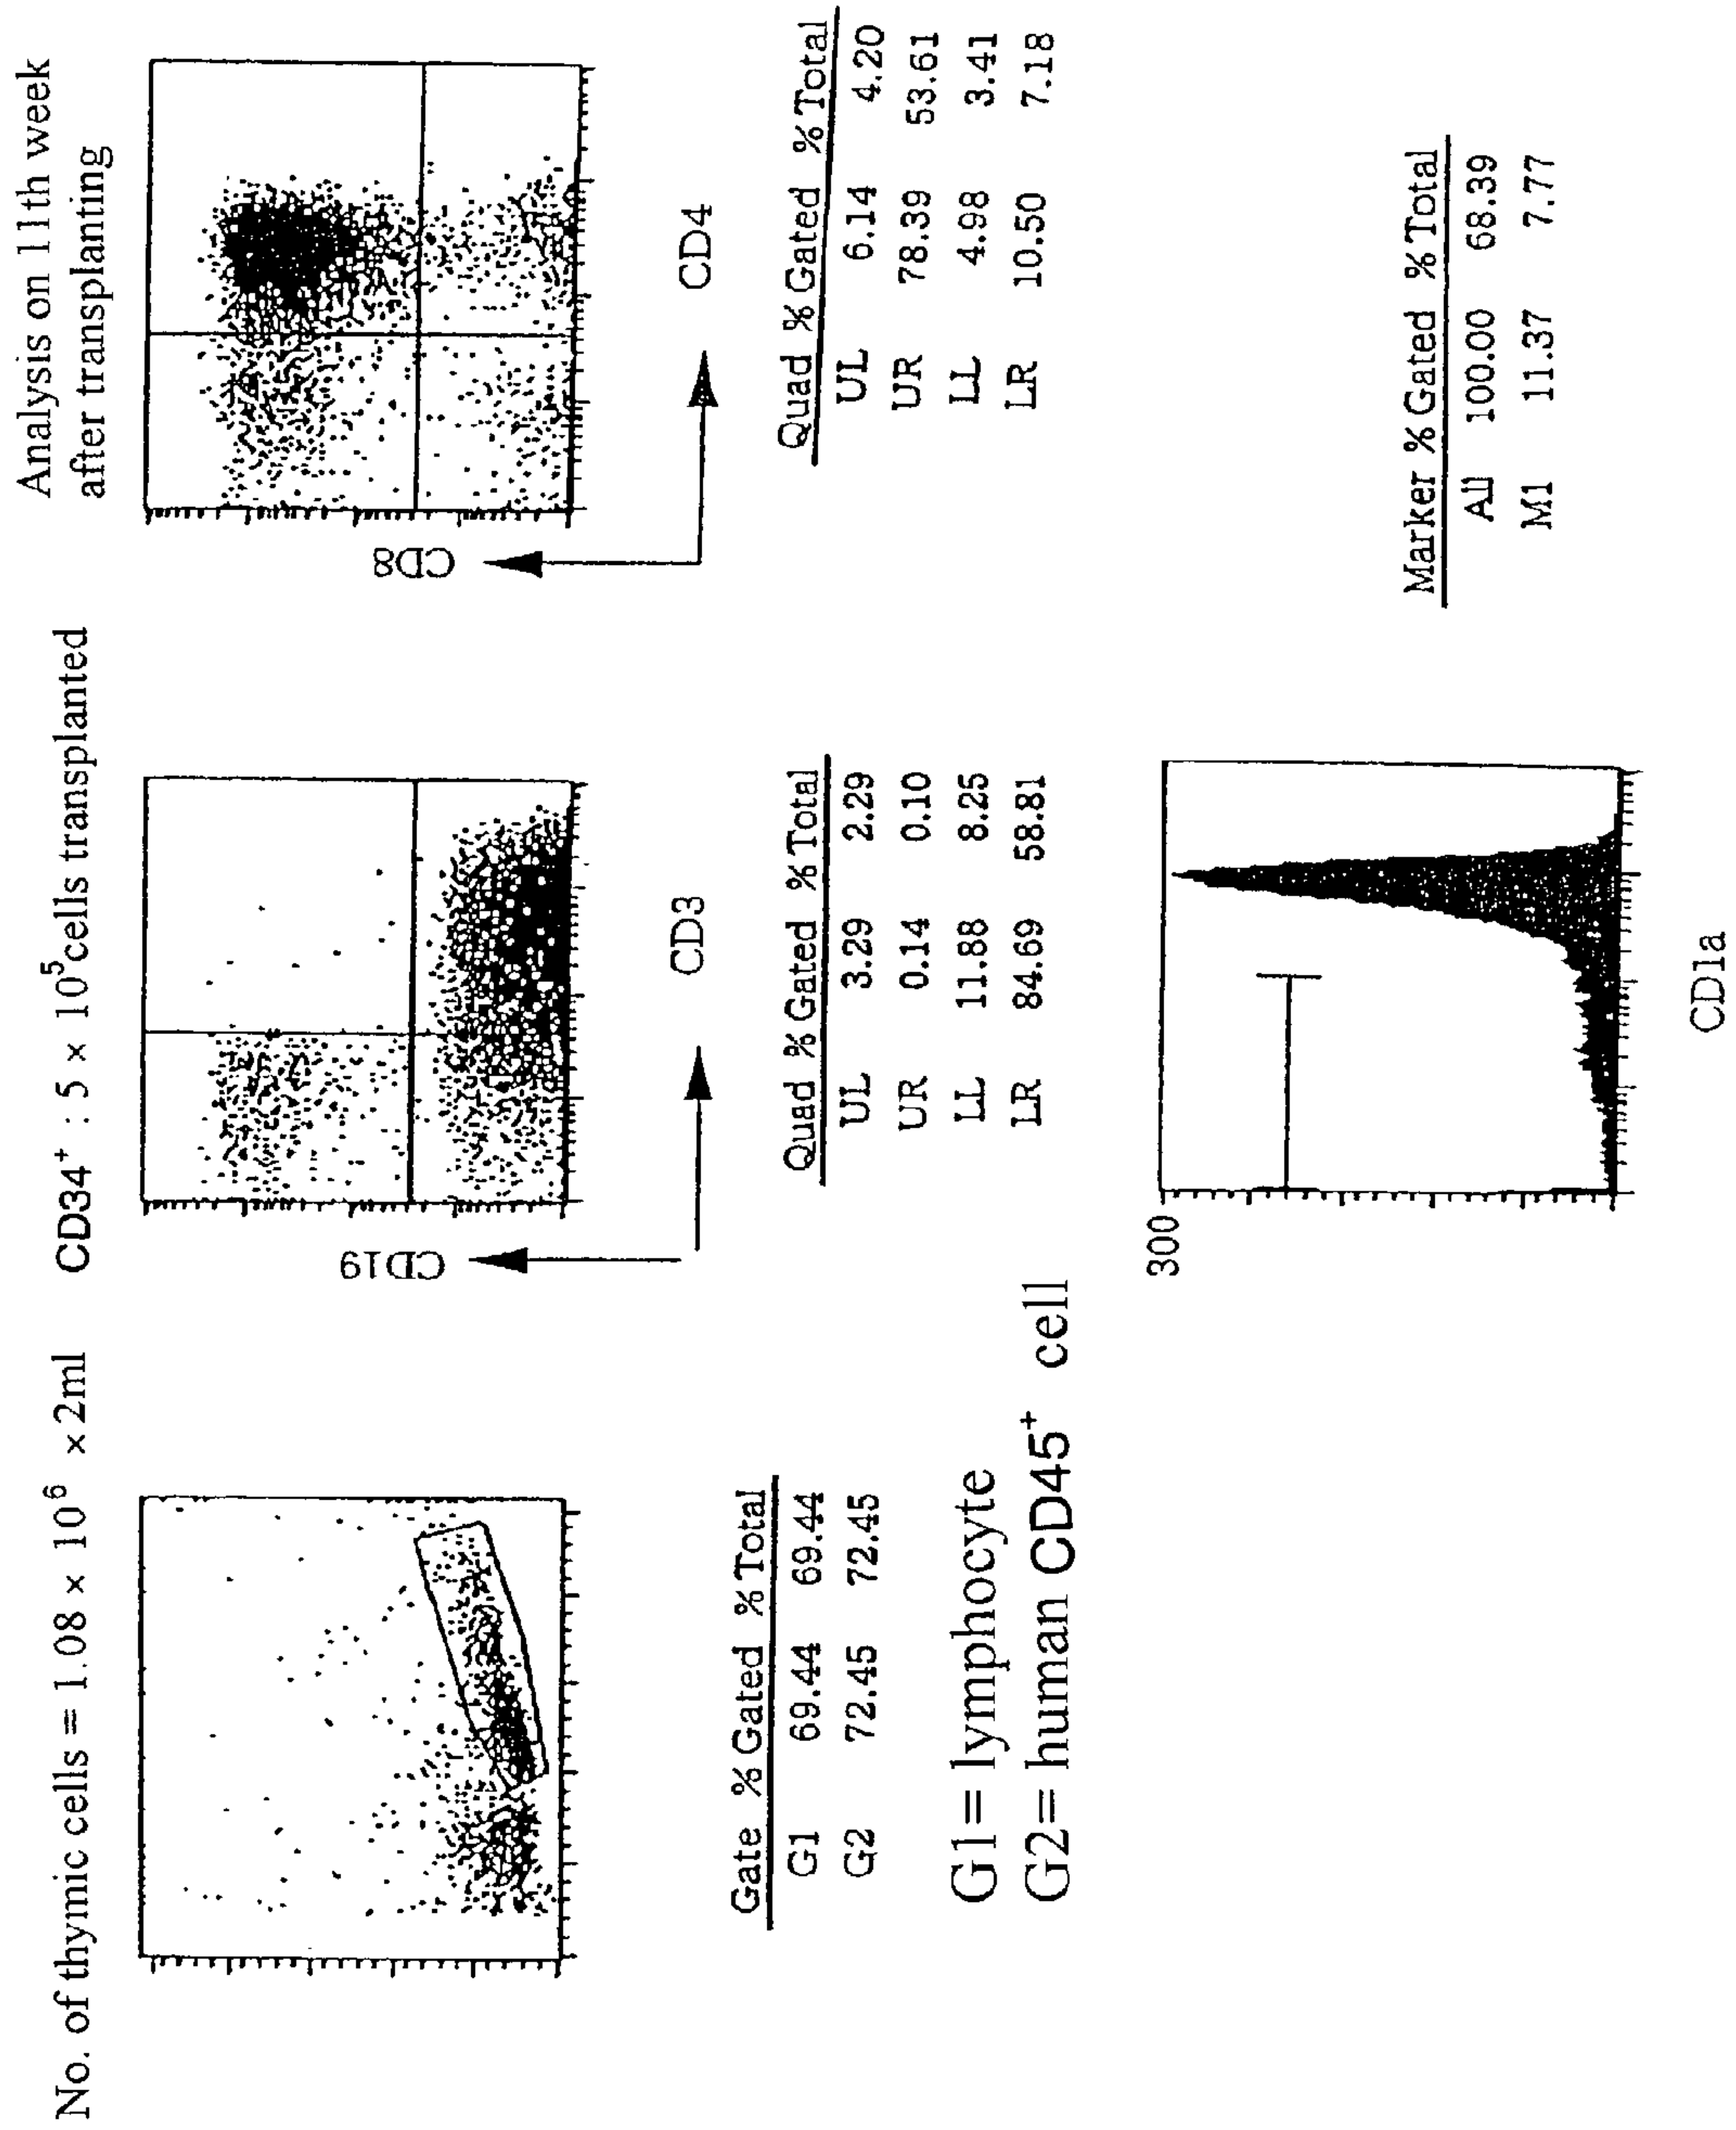 No. of thymic cells = 1.08 × 10⁶ ×2ml
CD34⁺ : 5 × 10⁵ cells transplanted
Analysis on 11th week
after transplanting
CD19
CD3
CD8
CD4
Gate % Gated % Total
G1 69.44 69.44
G2 72.45 72.45
Quad % Gated % Total
UL 3.29 2.29
UR 0.14 0.10
LL 11.88 8.25
LR 84.69 58.81
Quad % Gated % Total
UL 6.14 4.20
UR 78.39 53.61
LL 4.98 3.41
LR 10.50 7.18
G1= lymphocyte
G2= human CD45⁺ cell
300
CD1a
Marker % Gated % Total
All 100.00 68.39
M1 11.37 7.77